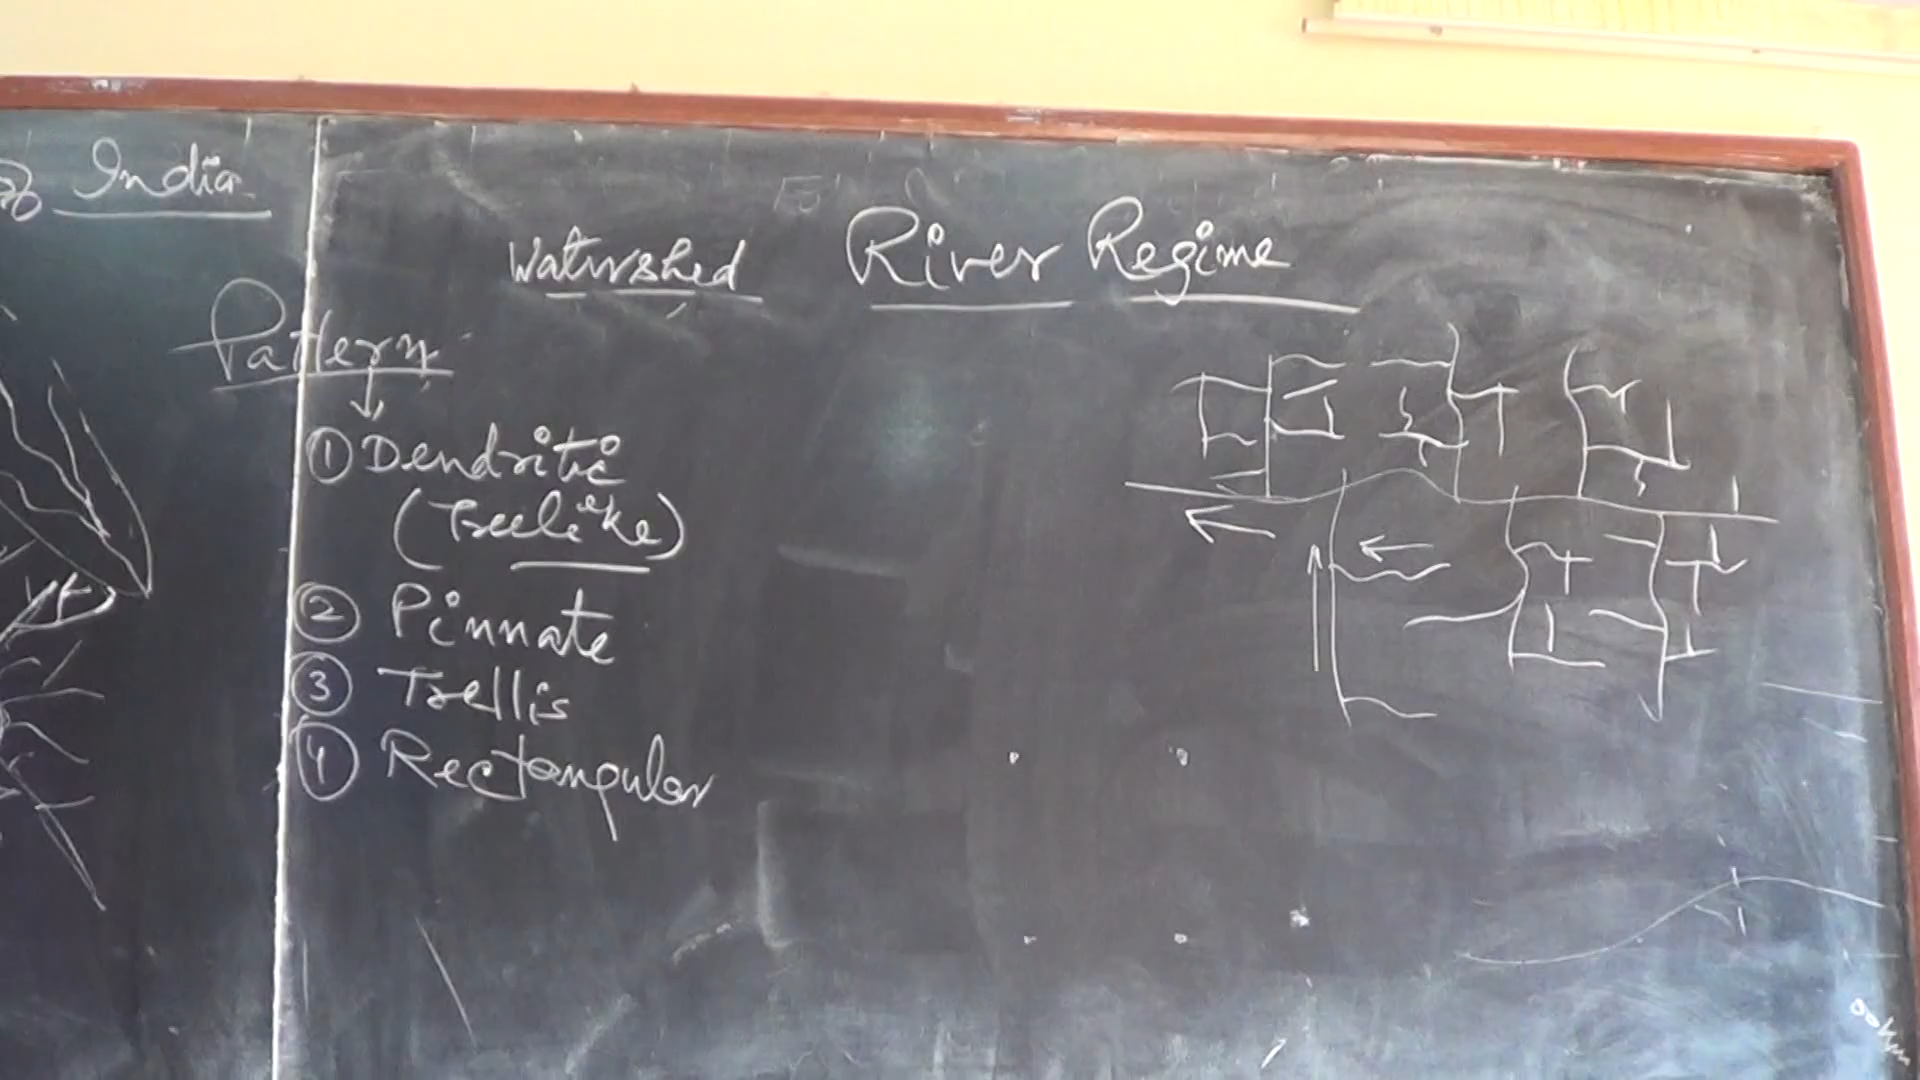 India
Watershed River Regime
Pattern
① Dendritic
(Treelike)
② Pinnate
③ Trellis
④ Rectangular